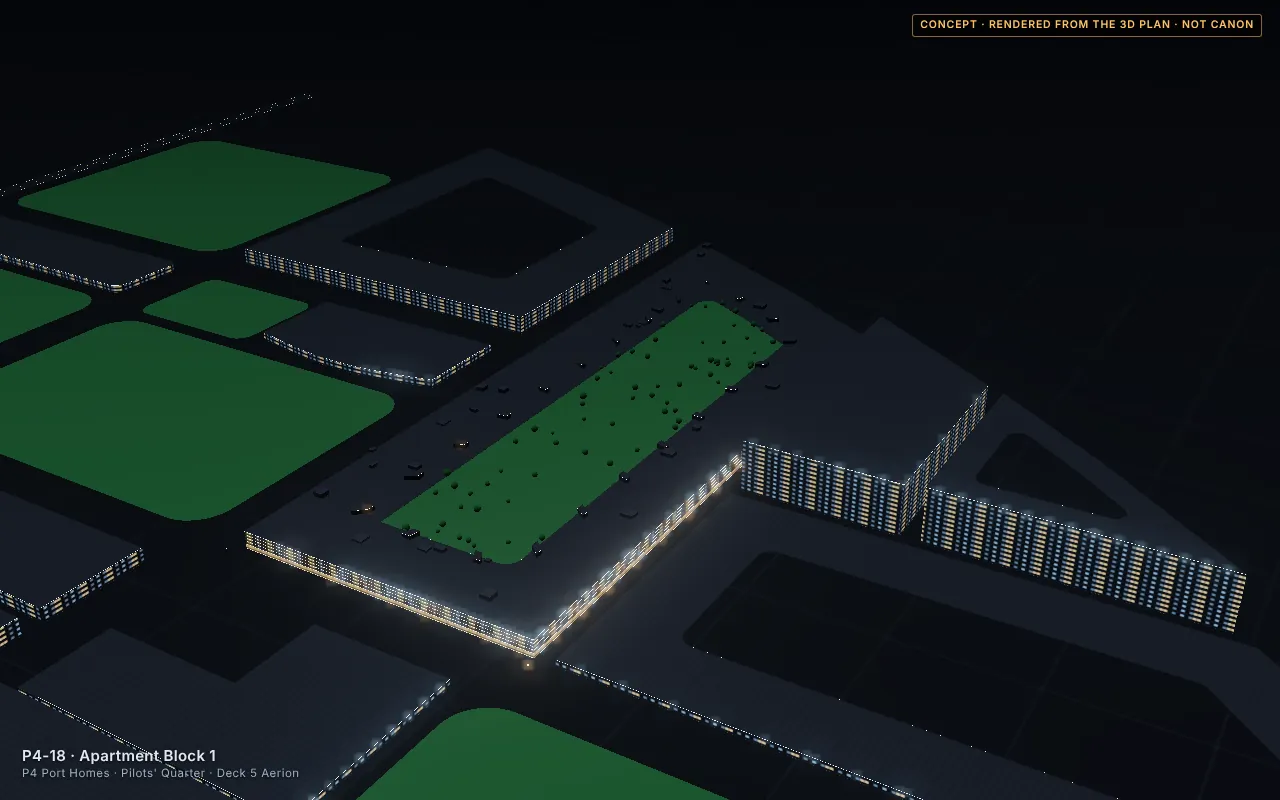 CONCEPT · RENDERED FROM THE 3D PLAN · NOT CANON
P4-18 · Apartment Block 1
P4 Port Homes · Pilots' Quarter · Deck 5 Aerion